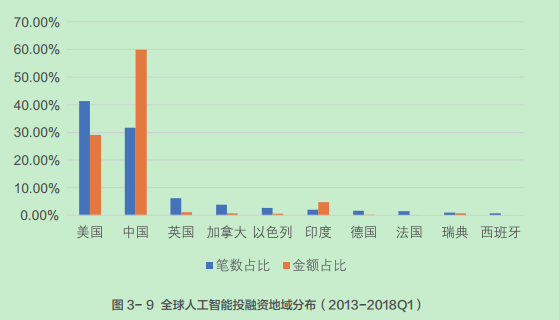 70.00%
60.00%
50.00%
40.00%
30.00%
20.00%
10.00%
0.00%
美国 中国 英国 加拿大 以色列 印度 德国 法国 瑞典 西班牙
笔数占比 金额占比
图 3- 9 全球人工智能投融资地域分布（2013-2018Q1）